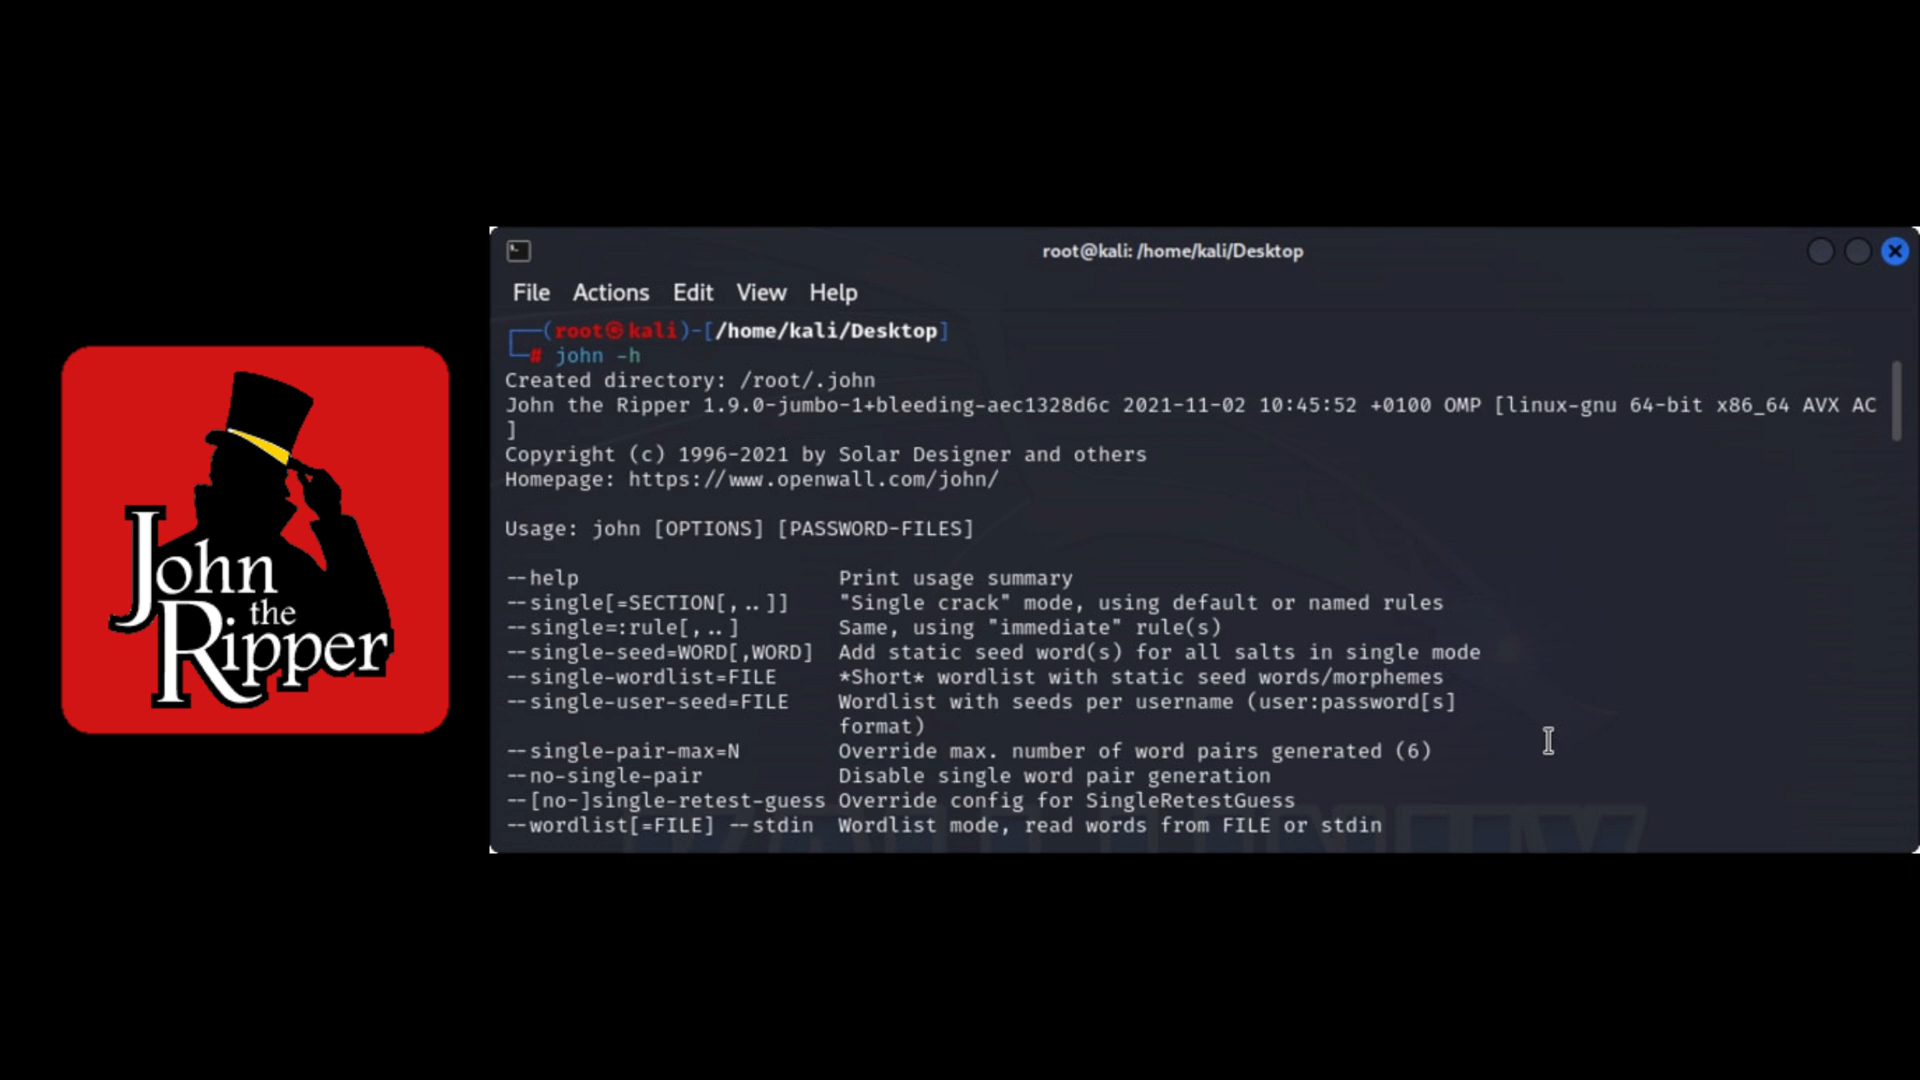 John
the
Ripper
root@kali: /home/kali/Desktop
File Actions Edit View Help
(root㉿kali)-[/home/kali/Desktop]
# john -h
Created directory: /root/.john
John the Ripper 1.9.0-jumbo-1+bleeding-aec1328d6c 2021-11-02 10:45:52 +0100 OMP [linux-gnu 64-bit x86_64 AVX AC
]
Copyright (c) 1996-2021 by Solar Designer and others
Homepage: https://www.openwall.com/john/
Usage: john [OPTIONS] [PASSWORD-FILES]
--help Print usage summary
--single[=SECTION[,..]] "Single crack" mode, using default or named rules
--single=:rule[,..] Same, using "immediate" rule(s)
--single-seed=WORD[,WORD] Add static seed word(s) for all salts in single mode
--single-wordlist=FILE *Short* wordlist with static seed words/morphemes
--single-user-seed=FILE Wordlist with seeds per username (user:password[s]
format)
--single-pair-max=N Override max. number of word pairs generated (6)
--no-single-pair Disable single word pair generation
--[no-]single-retest-guess Override config for SingleRetestGuess
--wordlist[=FILE] --stdin Wordlist mode, read words from FILE or stdin